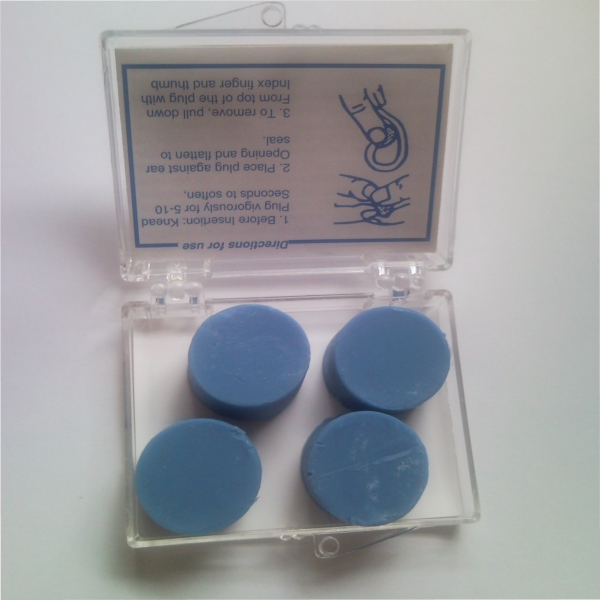 Directions for use
1. Before Insertion: Knead
Plug vigorously for 5-10
Seconds to soften,
2. Place plug against ear
Opening and flatten to
seal.
3. To remove, pull down
From top of the plug with
Index finger and thumb